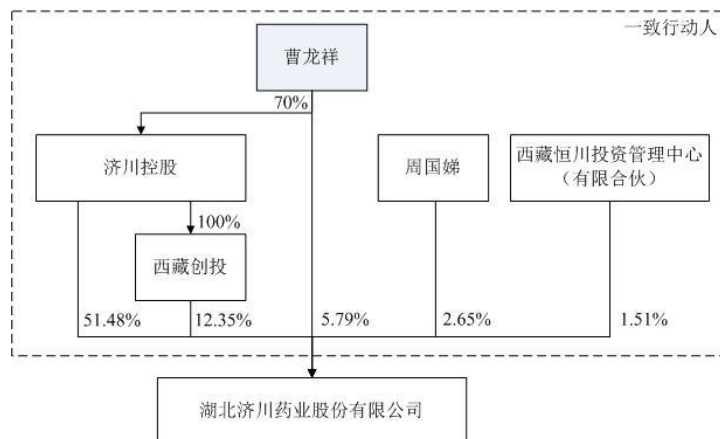 一致行动人
曹龙祥
70%
济川控股
周国娣
西藏恒川投资管理中心
（有限合伙）
100%
西藏创投
51.48%
12.35%
5.79%
2.65%
1.51%
湖北济川药业股份有限公司